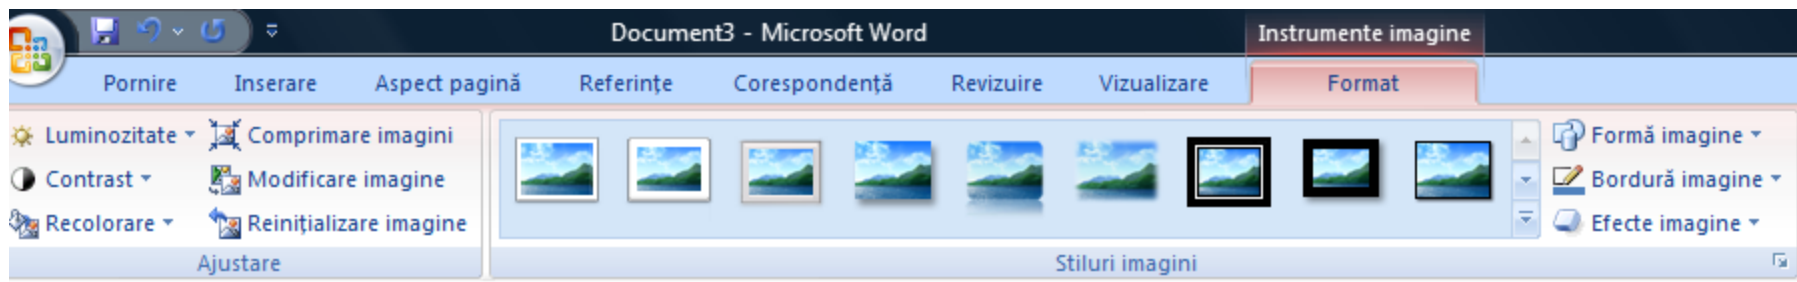 Document3 - Microsoft Word Instrumente imagine
Pornire Inserare Aspect pagină Referințe Corespondență Revizuire Vizualizare Format
Luminozitate Comprimare imagini Formă imagine
Contrast Modificare imagine Bordură imagine
Recolorare Reinițializare imagine Efecte imagine
Ajustare Stiluri imagini